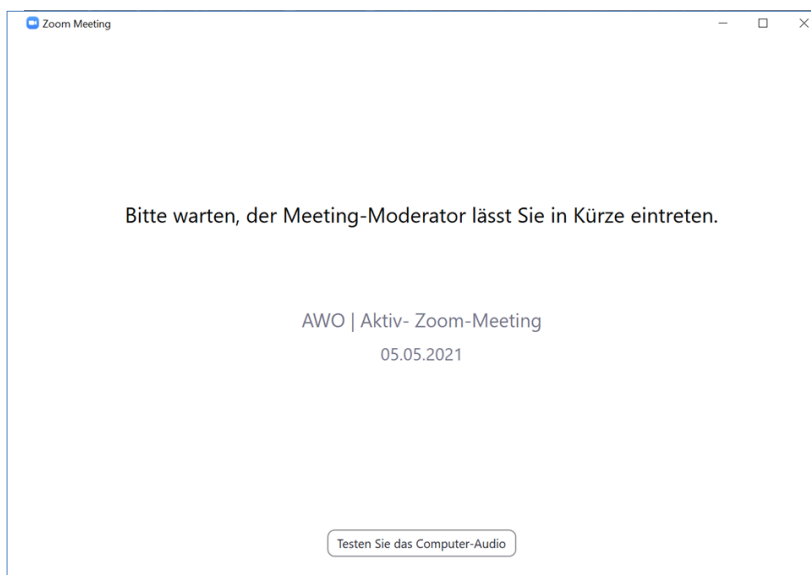 Zoom Meeting
Bitte warten, der Meeting-Moderator lässt Sie in Kürze eintreten.
AWO | Aktiv- Zoom-Meeting
05.05.2021
Testen Sie das Computer-Audio